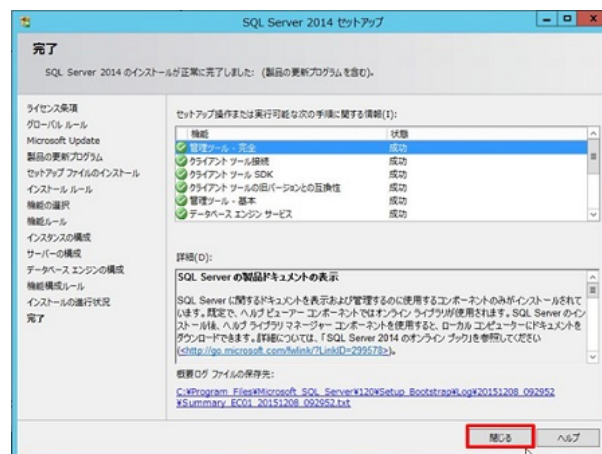 SQL Server 2014 セットアップ
完了
SQL Server 2014 のインストールが正常に完了しました: (製品の更新プログラムを含む)。
ライセンス条項
グローバル ルール
Microsoft Update
製品の更新プログラム
セットアップ ファイルのインストール
インストール ルール
機能の選択
機能ルール
インスタンスの構成
サーバーの構成
データベース エンジンの構成
機能構成ルール
インストールの進行状況
完了
セットアップ操作または実行可能な次の手順に関する情報(I):
機能 状態
管理ツール - 完全 成功
クライアント ツール接続 成功
クライアント ツール SDK 成功
クライアント ツールの旧バージョンとの互換性 成功
管理ツール - 基本 成功
データベース エンジン サービス 成功
詳細(D):
SQL Server の製品ドキュメントの表示
SQL Server に関するドキュメントを表示および管理するのに使用するコンポーネントのみがインストールされて
います。既定で、ヘルプ ビューアー コンポーネントではオンライン ライブラリが使用されます。SQL Server のイン
ストール後、ヘルプ ライブラリ マネージャー コンポーネントを使用すると、ローカル コンピューターにドキュメントを
ダウンロードできます。詳細については、「SQL Server 2014 のオンライン ブック」を参照してください
(<http://go.microsoft.com/fwlink/?LinkID=299578>)。
概要ログ ファイルの保存先:
C:¥Program Files¥Microsoft SQL Server¥120¥Setup Bootstrap¥Log¥20151208_092952
¥Summary_EC01_20151208_092952.txt
閉じる
ヘルプ